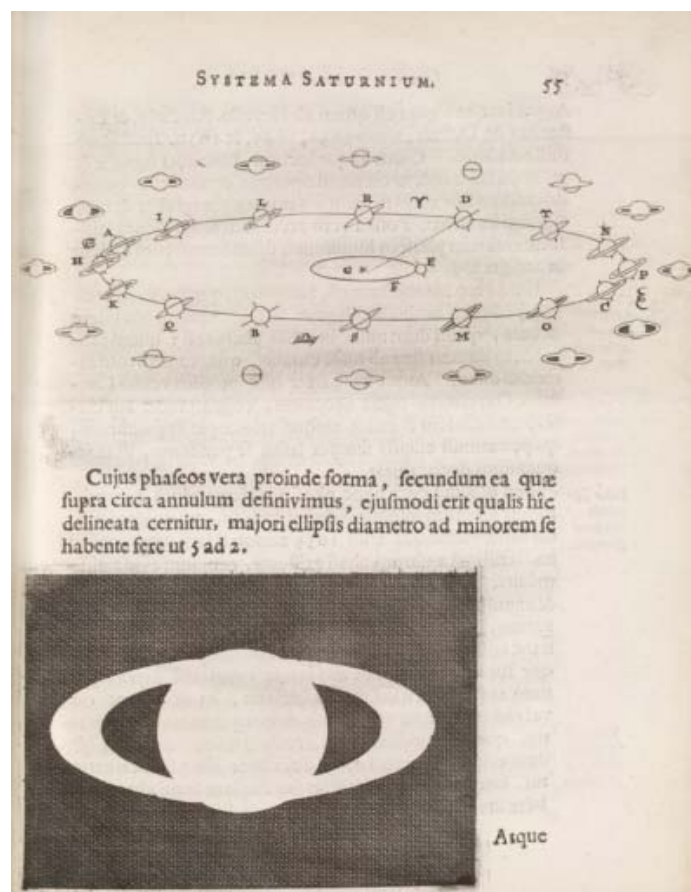 SYSTEMA SATURNIUM. 55
L R ♈ D
I T
A N
♋ H G E P
F ♑
K C
Q B S ♎ M O
Cujus phaſeos vera proinde forma, ſecundum ea quæ
ſupra circa annulum definivimus, ejuſmodi erit qualis hîc
delineata cernitur, majori ellipſis diametro ad minorem ſe
habente fere ut 5 ad 2.
Atque